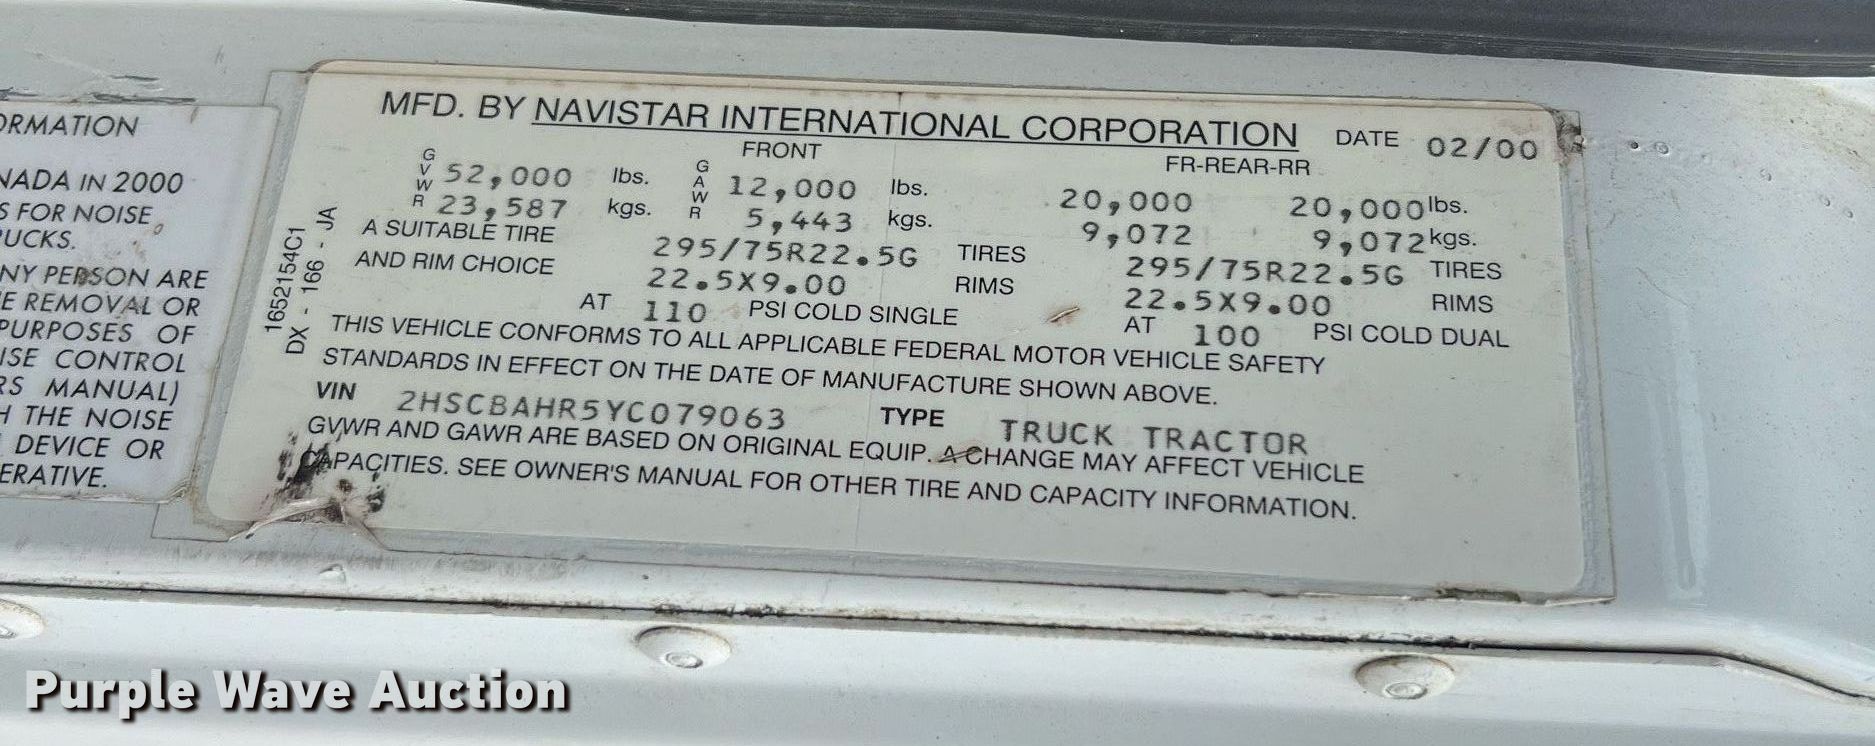 ORMATION
NADA IN 2000
S FOR NOISE
UCKS.
NY PERSON ARE
E REMOVAL OR
PURPOSES OF
ISE CONTROL
RS MANUAL)
H THE NOISE
DEVICE OR
ERATIVE.
1652154C1
DX - 166 - JA
MFD. BY NAVISTAR INTERNATIONAL CORPORATION DATE 02/00
FRONT FR-REAR-RR
GVWR 52,000 lbs. GAWR 12,000 lbs. 20,000 20,000 lbs.
23,587 kgs. 5,443 kgs. 9,072 9,072 kgs.
A SUITABLE TIRE 295/75R22.5G TIRES 295/75R22.5G TIRES
AND RIM CHOICE 22.5X9.00 RIMS 22.5X9.00 RIMS
AT 110 PSI COLD SINGLE AT 100 PSI COLD DUAL
THIS VEHICLE CONFORMS TO ALL APPLICABLE FEDERAL MOTOR VEHICLE SAFETY
STANDARDS IN EFFECT ON THE DATE OF MANUFACTURE SHOWN ABOVE.
VIN 2HSCBAHR5YC079063 TYPE TRUCK TRACTOR
GVWR AND GAWR ARE BASED ON ORIGINAL EQUIP. A CHANGE MAY AFFECT VEHICLE
CAPACITIES. SEE OWNER'S MANUAL FOR OTHER TIRE AND CAPACITY INFORMATION.
Purple Wave Auction